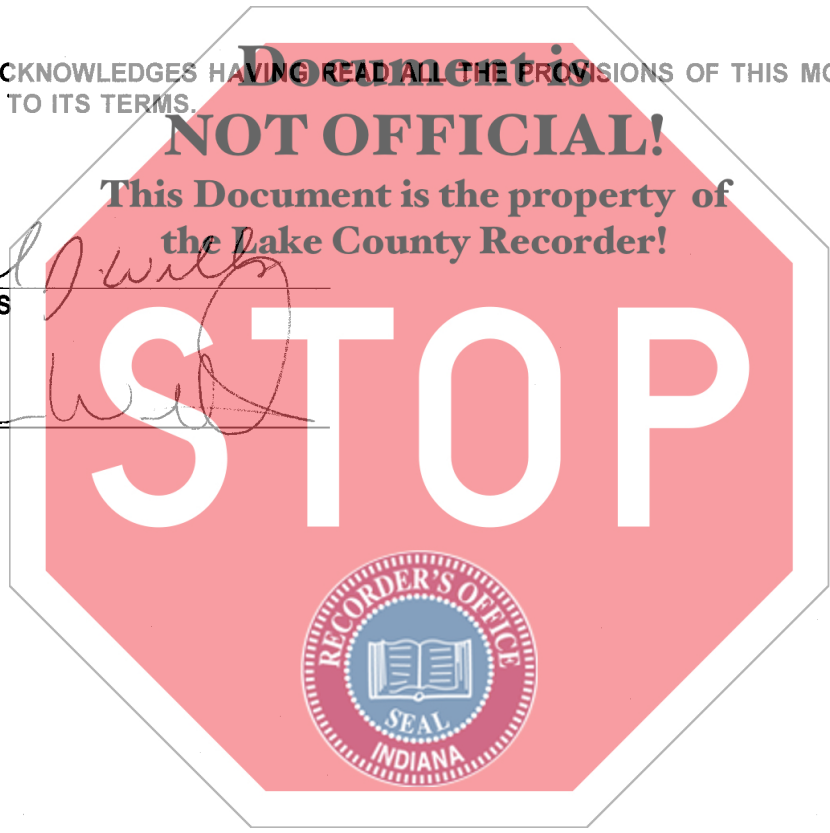 CKNOWLEDGES HAVING READ ALL THE PROVISIONS OF THIS MO
TO ITS TERMS.
Document is
NOT OFFICIAL!
This Document is the property of
the Lake County Recorder!
S
STOP
RECORDER'S OFFICE
SEAL
INDIANA